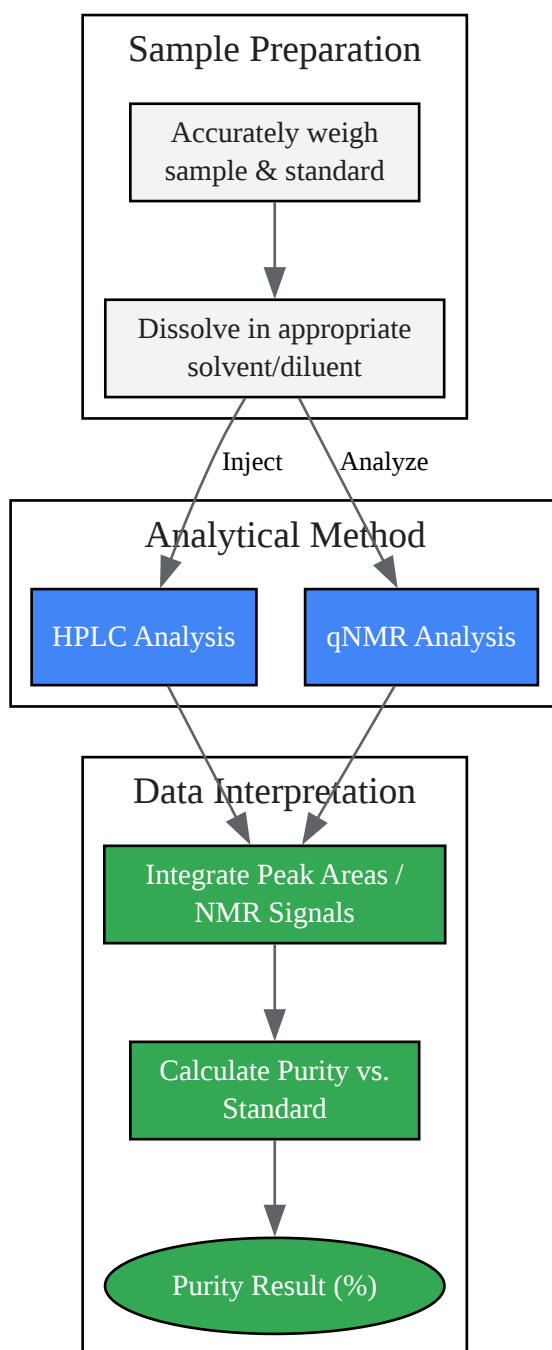 Sample Preparation
Accurately weigh
sample & standard
Dissolve in appropriate
solvent/diluent
Inject
Analyze
Analytical Method
HPLC Analysis
qNMR Analysis
Data Interpretation
Integrate Peak Areas /
NMR Signals
Calculate Purity vs.
Standard
Purity Result (%)